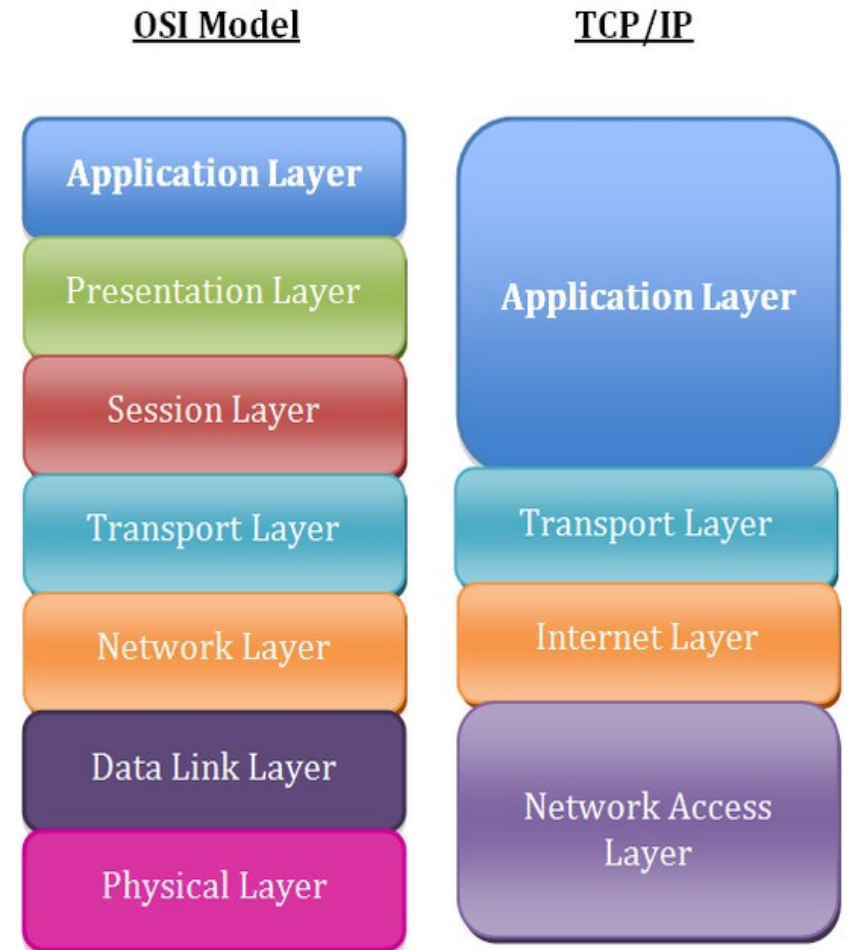 OSI Model
TCP/IP
Application Layer
Presentation Layer
Session Layer
Transport Layer
Network Layer
Data Link Layer
Physical Layer
Application Layer
Transport Layer
Internet Layer
Network Access
Layer